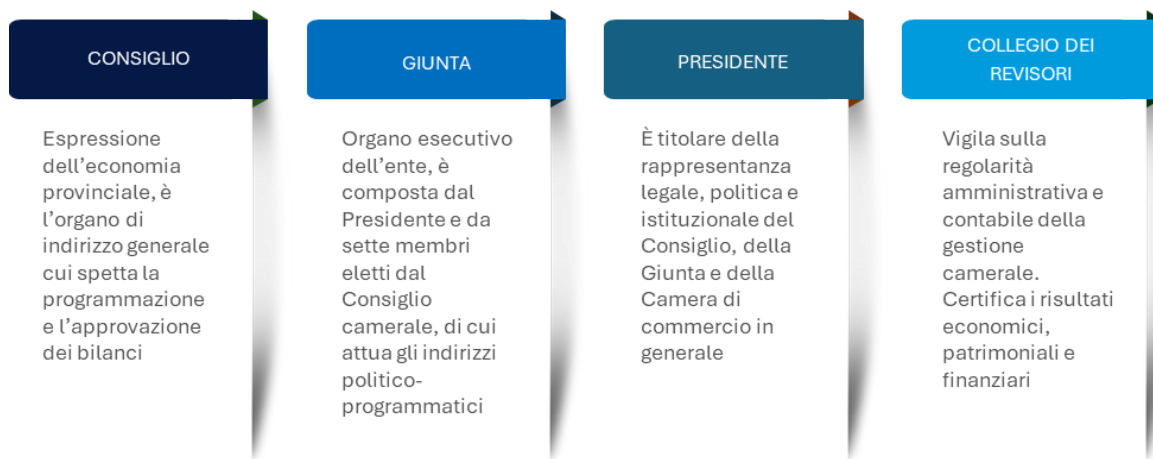 CONSIGLIO
Espressione
dell’economia
provinciale, è
l’organo di
indirizzo generale
cui spetta la
programmazione
e l’approvazione
dei bilanci
GIUNTA
Organo esecutivo
dell’ente, è
composta dal
Presidente e da
sette membri
eletti dal
Consiglio
camerale, di cui
attua gli indirizzi
politico-
programmatici
PRESIDENTE
È titolare della
rappresentanza
legale, politica e
istituzionale del
Consiglio, della
Giunta e della
Camera di
commercio in
generale
COLLEGIO DEI
REVISORI
Vigila sulla
regolarità
amministrativa e
contabile della
gestione
camerale.
Certifica i risultati
economici,
patrimoniali e
finanziari